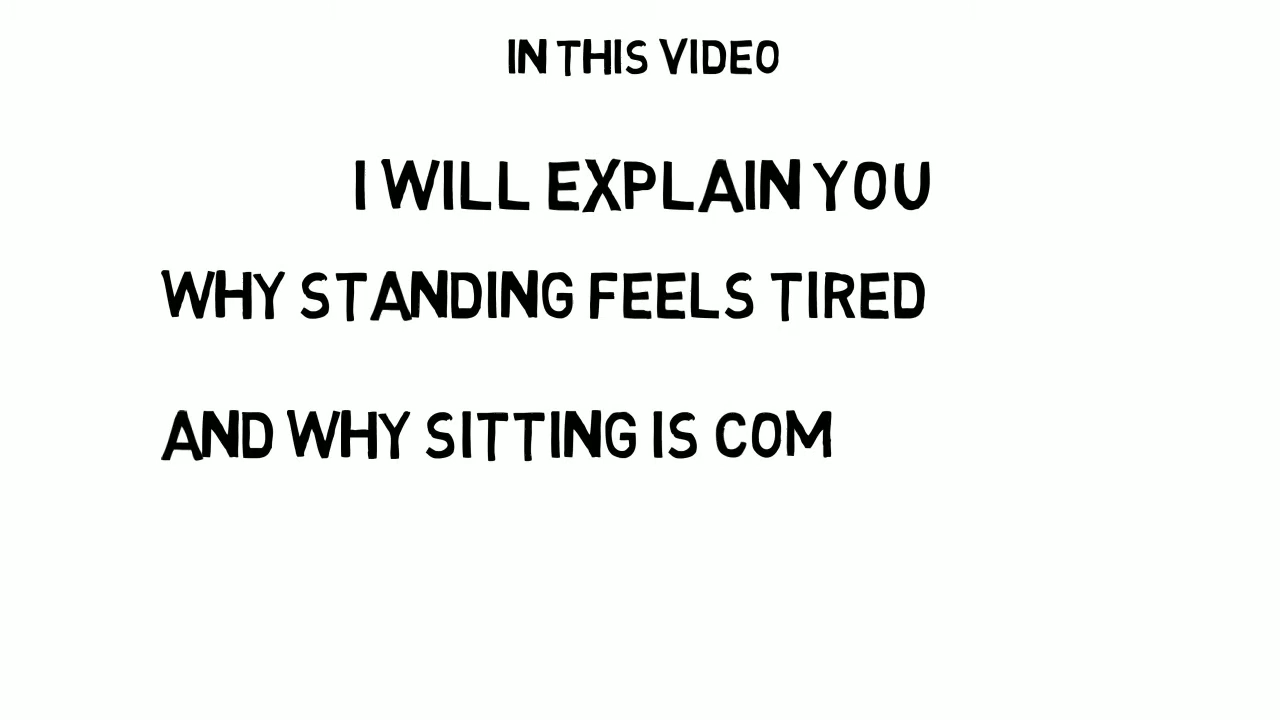 IN THIS VIDEO
I WILL EXPLAIN YOU
WHY STANDING FEELS TIRED
AND WHY SITTING IS COM